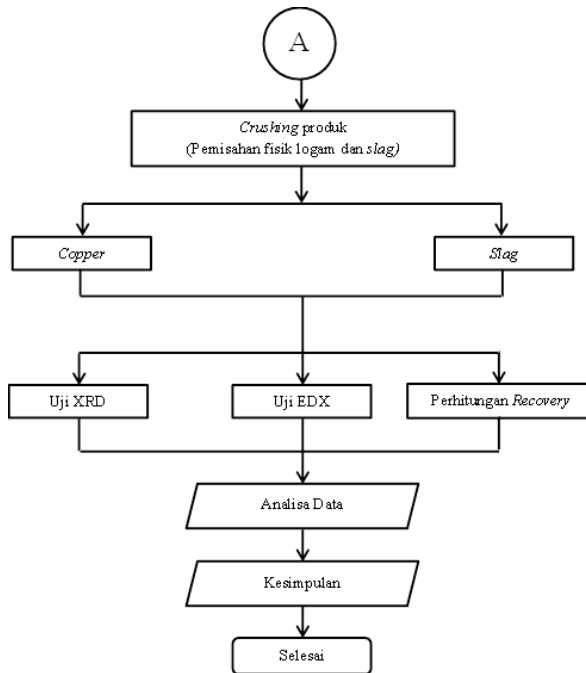 A
Crushing produk
(Pemisahan fisik logam dan slag)
Copper
Slag
Uji XRD
Uji EDX
Perhitungan Recovery
Analisa Data
Kesimpulan
Selesai